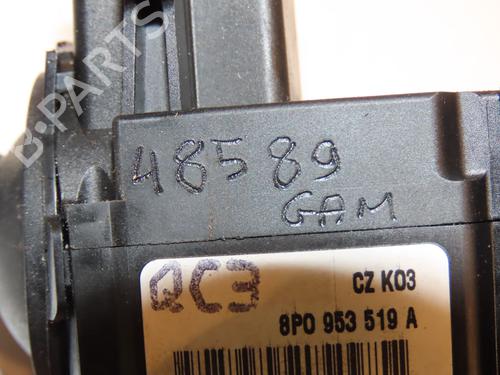 B-PARTS
48589
GAM
QC3
CZ K03
8P0 953 519 A